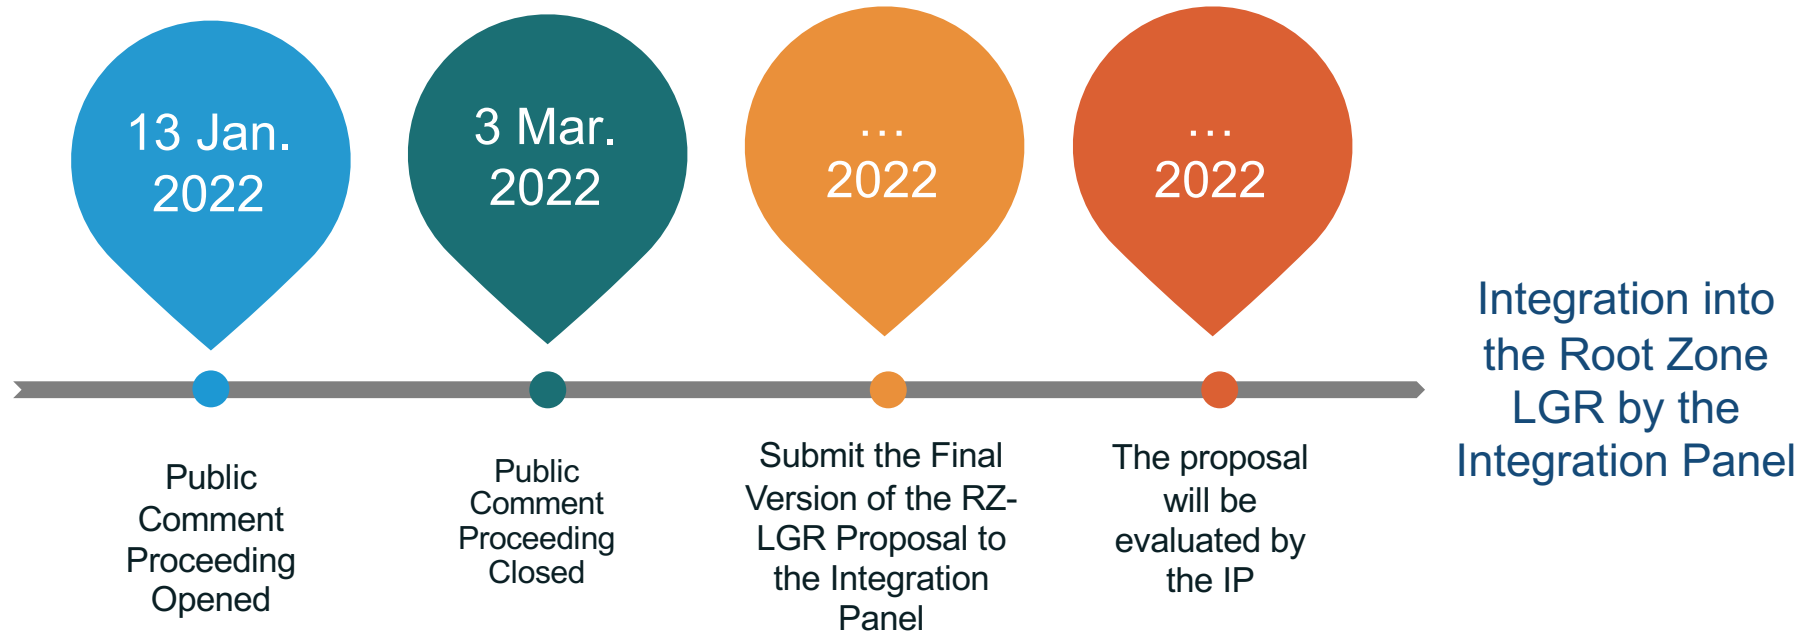 13 Jan.
2022
3 Mar.
2022
...
2022
...
2022
Public
Comment
Proceeding
Opened
Public
Comment
Proceeding
Closed
Submit the Final
Version of the RZ-
LGR Proposal to
the Integration
Panel
The proposal
will be
evaluated by
the IP
Integration into
the Root Zone
LGR by the
Integration Panel